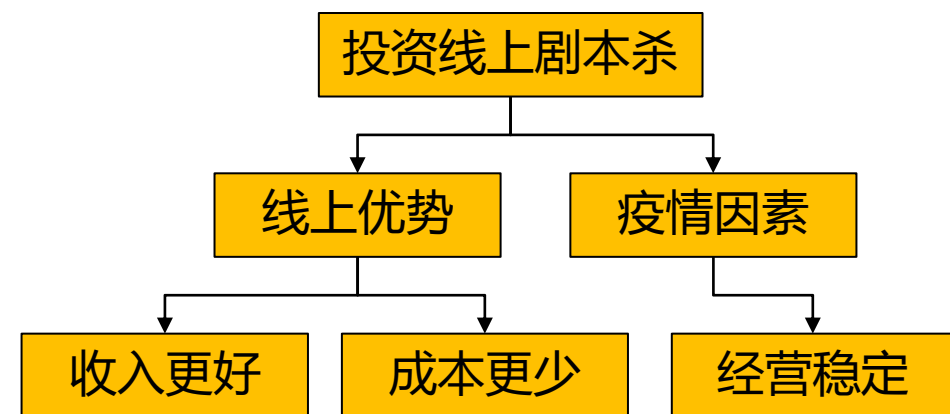 投资线上剧本杀
线上优势
疫情因素
收入更好
成本更少
经营稳定